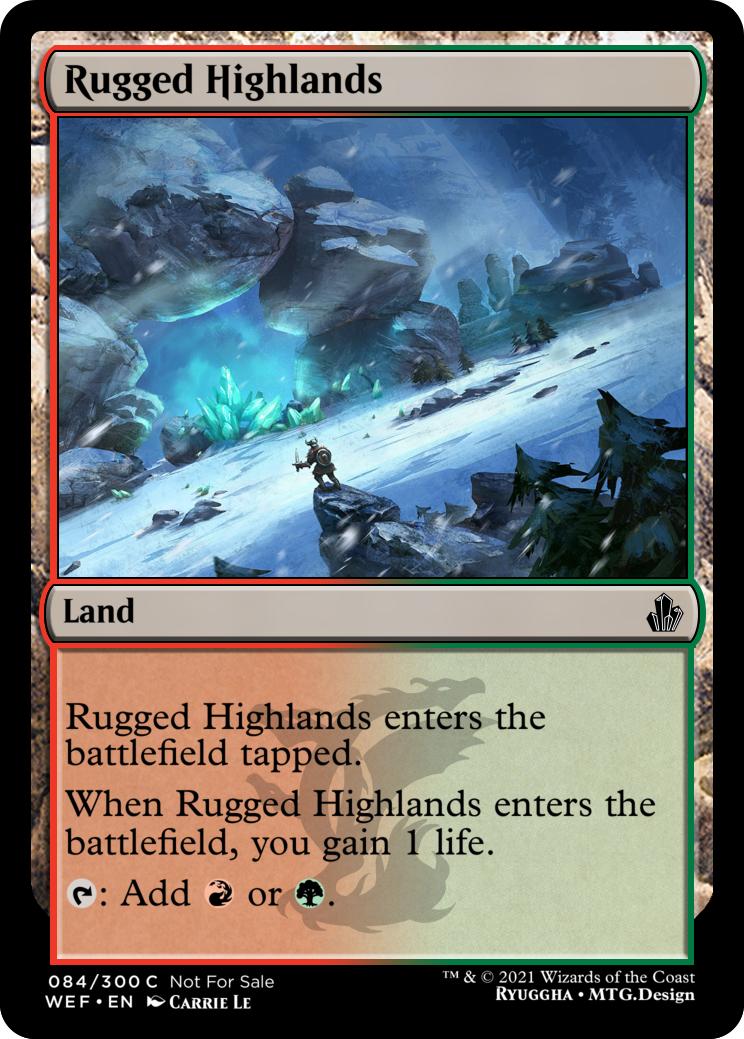 Rugged Highlands
Land
Rugged Highlands enters the
battlefield tapped.
When Rugged Highlands enters the
battlefield, you gain 1 life.
: Add or .
084/300 C Not For Sale
™ & © 2021 Wizards of the Coast
WEF • EN Carrie Le
Ryuggha • MTG.Design